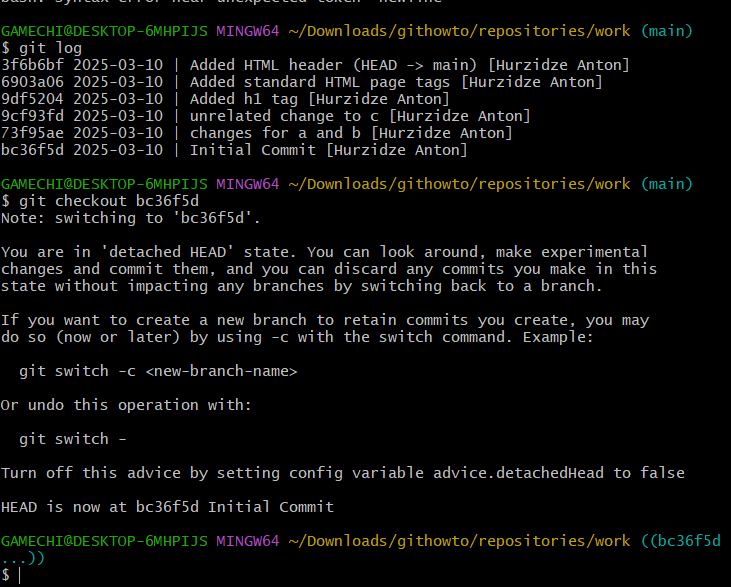 GAMECHI@DESKTOP-6MHPIJS MINGW64 ~/Downloads/githowto/repositories/work (main)
$ git log
3f6b6bf 2025-03-10 | Added HTML header (HEAD -> main) [Hurzidze Anton]
6903a06 2025-03-10 | Added standard HTML page tags [Hurzidze Anton]
9df5204 2025-03-10 | Added h1 tag [Hurzidze Anton]
9cf93fd 2025-03-10 | unrelated change to c [Hurzidze Anton]
73f95ae 2025-03-10 | changes for a and b [Hurzidze Anton]
bc36f5d 2025-03-10 | Initial Commit [Hurzidze Anton]
GAMECHI@DESKTOP-6MHPIJS MINGW64 ~/Downloads/githowto/repositories/work (main)
$ git checkout bc36f5d
Note: switching to 'bc36f5d'.
You are in 'detached HEAD' state. You can look around, make experimental
changes and commit them, and you can discard any commits you make in this
state without impacting any branches by switching back to a branch.
If you want to create a new branch to retain commits you create, you may
do so (now or later) by using -c with the switch command. Example:
git switch -c <new-branch-name>
Or undo this operation with:
git switch -
Turn off this advice by setting config variable advice.detachedHead to false
HEAD is now at bc36f5d Initial Commit
GAMECHI@DESKTOP-6MHPIJS MINGW64 ~/Downloads/githowto/repositories/work ((bc36f5d
...))
$